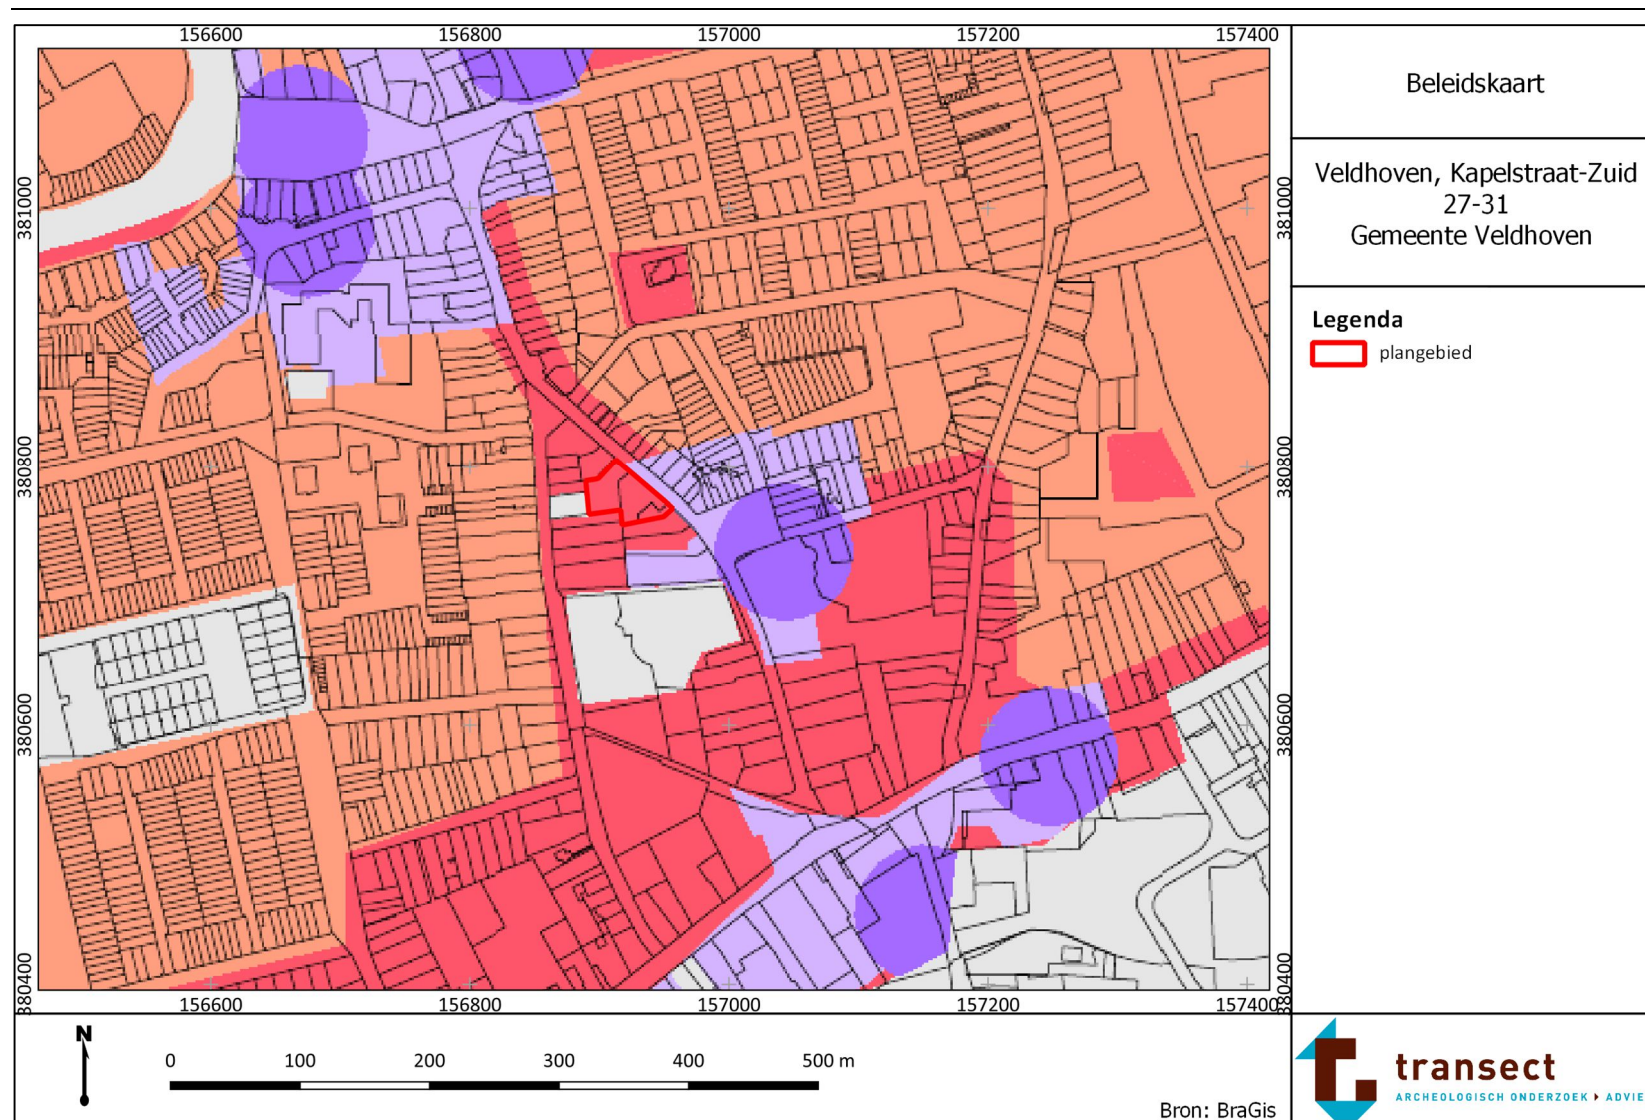 156600 156800 157000 157200 157400
381000 381000
380800 380800
380600 380600
380400 380400
156600 156800 157000 157200 157400
N
0 100 200 300 400 500 m
Bron: BraGis
Beleidskaart
Veldhoven, Kapelstraat-Zuid
27-31
Gemeente Veldhoven
Legenda
plangebied
transect
ARCHEOLOGISCH ONDERZOEK ADVIE